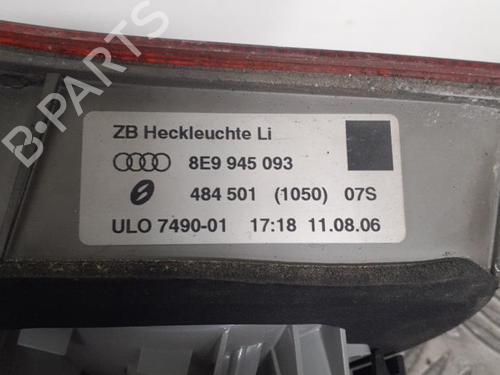 ZB Heckleuchte Li
8E9 945 093
484 501 (1050) 07S
ULO 7490-01 17:18 11.08.06
B-Parts